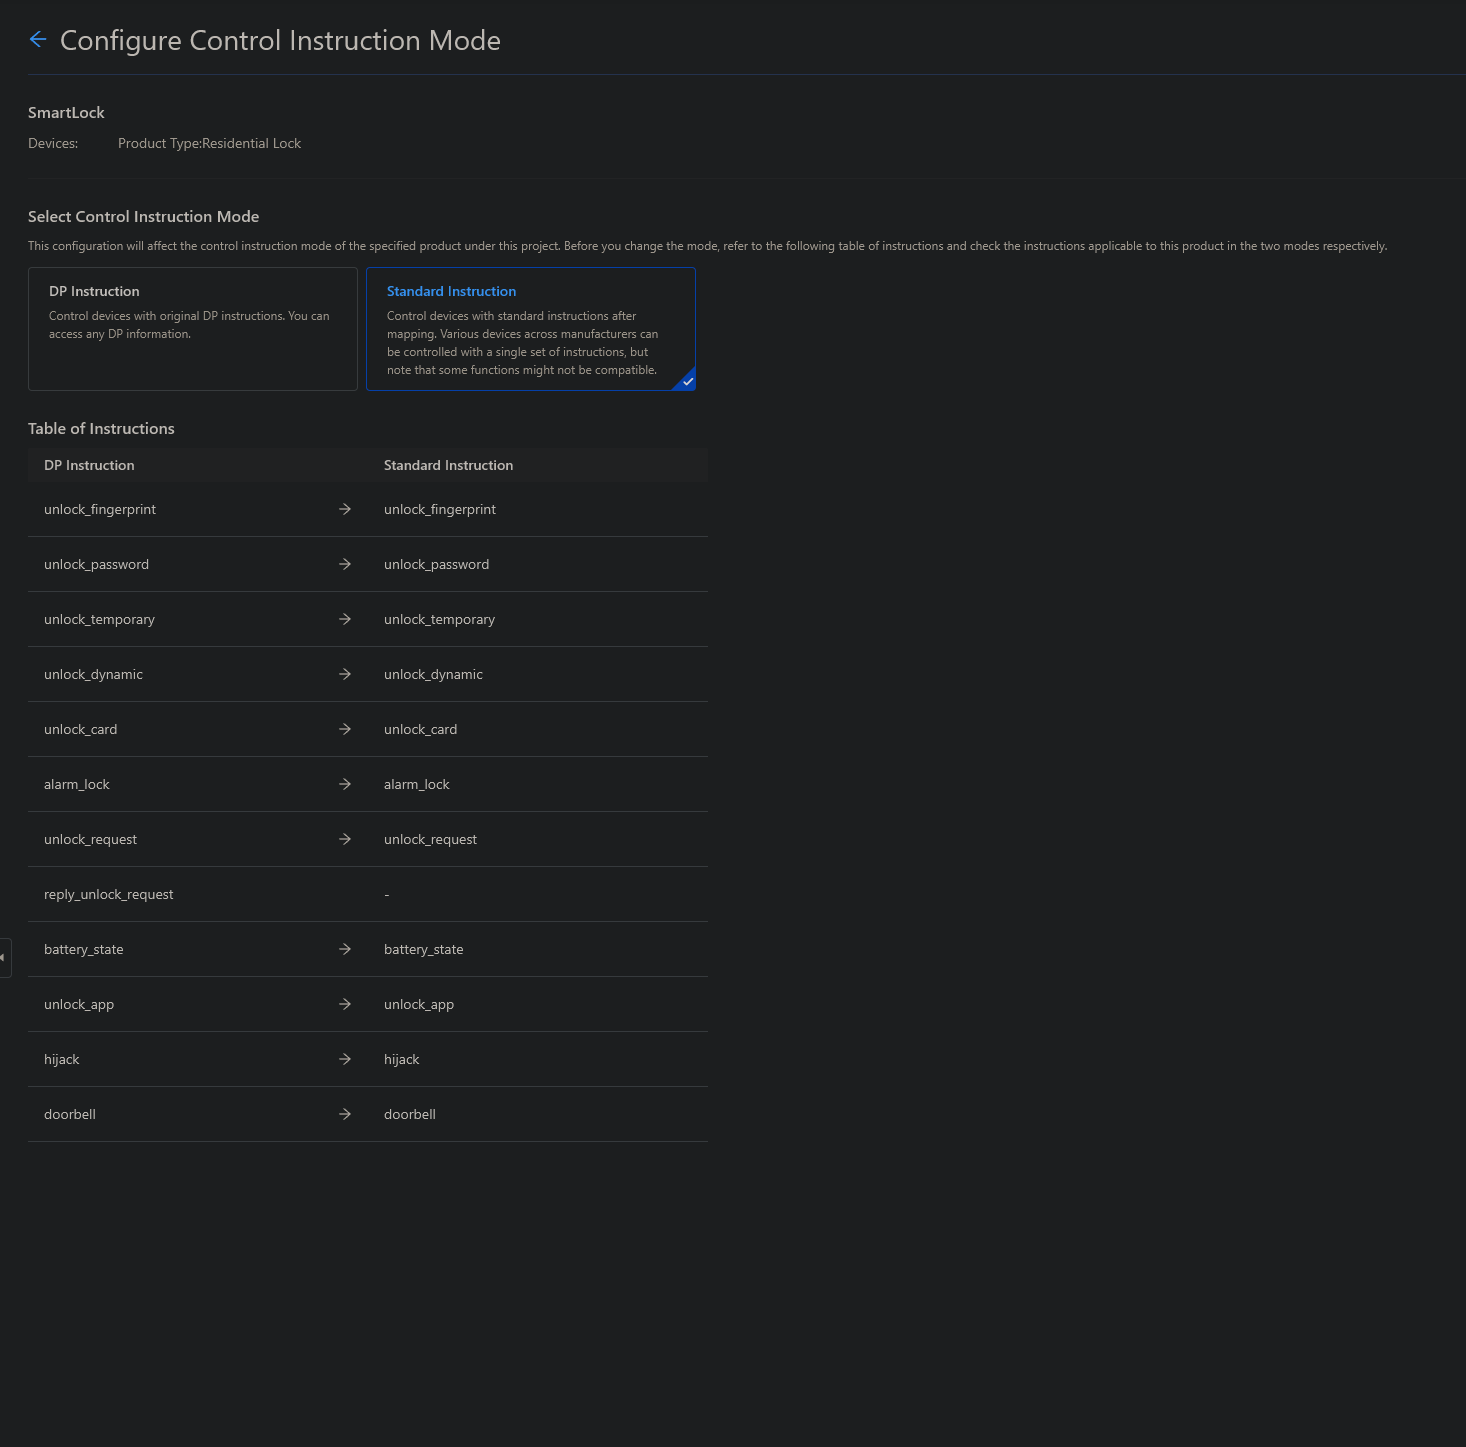 Configure Control Instruction Mode
SmartLock
Devices: Product Type:Residential Lock
Select Control Instruction Mode
This configuration will affect the control instruction mode of the specified product under this project. Before you change the mode, refer to the following table of instructions and check the instructions applicable to this product in the two modes respectively.
DP Instruction
Control devices with original DP instructions. You can
access any DP information.
Standard Instruction
Control devices with standard instructions after
mapping. Various devices across manufacturers can
be controlled with a single set of instructions, but
note that some functions might not be compatible.
Table of Instructions
DP Instruction Standard Instruction
unlock_fingerprint → unlock_fingerprint
unlock_password → unlock_password
unlock_temporary → unlock_temporary
unlock_dynamic → unlock_dynamic
unlock_card → unlock_card
alarm_lock → alarm_lock
unlock_request → unlock_request
reply_unlock_request -
battery_state → battery_state
unlock_app → unlock_app
hijack → hijack
doorbell → doorbell